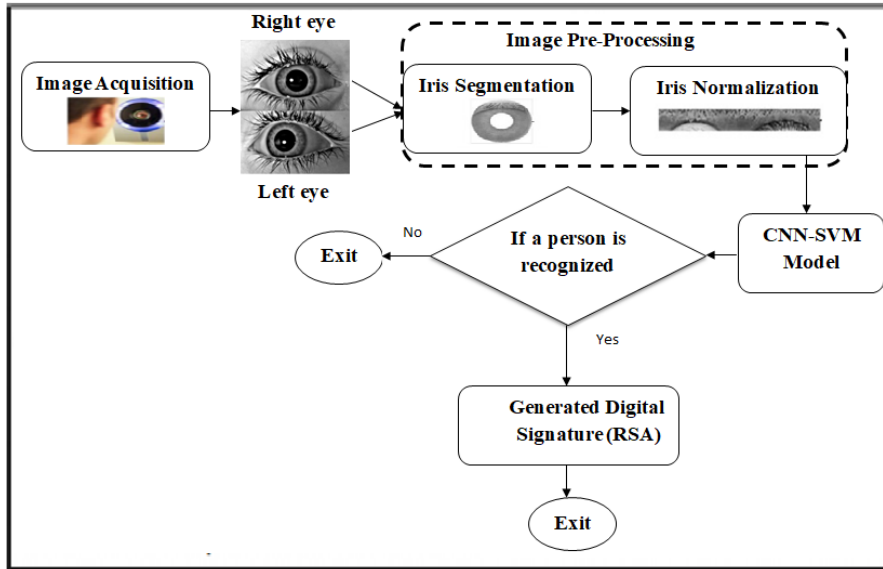 Right eye
Image Pre-Processing
Image Acquisition
Iris Segmentation
Iris Normalization
Left eye
CNN-SVM
Model
If a person is
recognized
No
Exit
Yes
Generated Digital
Signature (RSA)
Exit